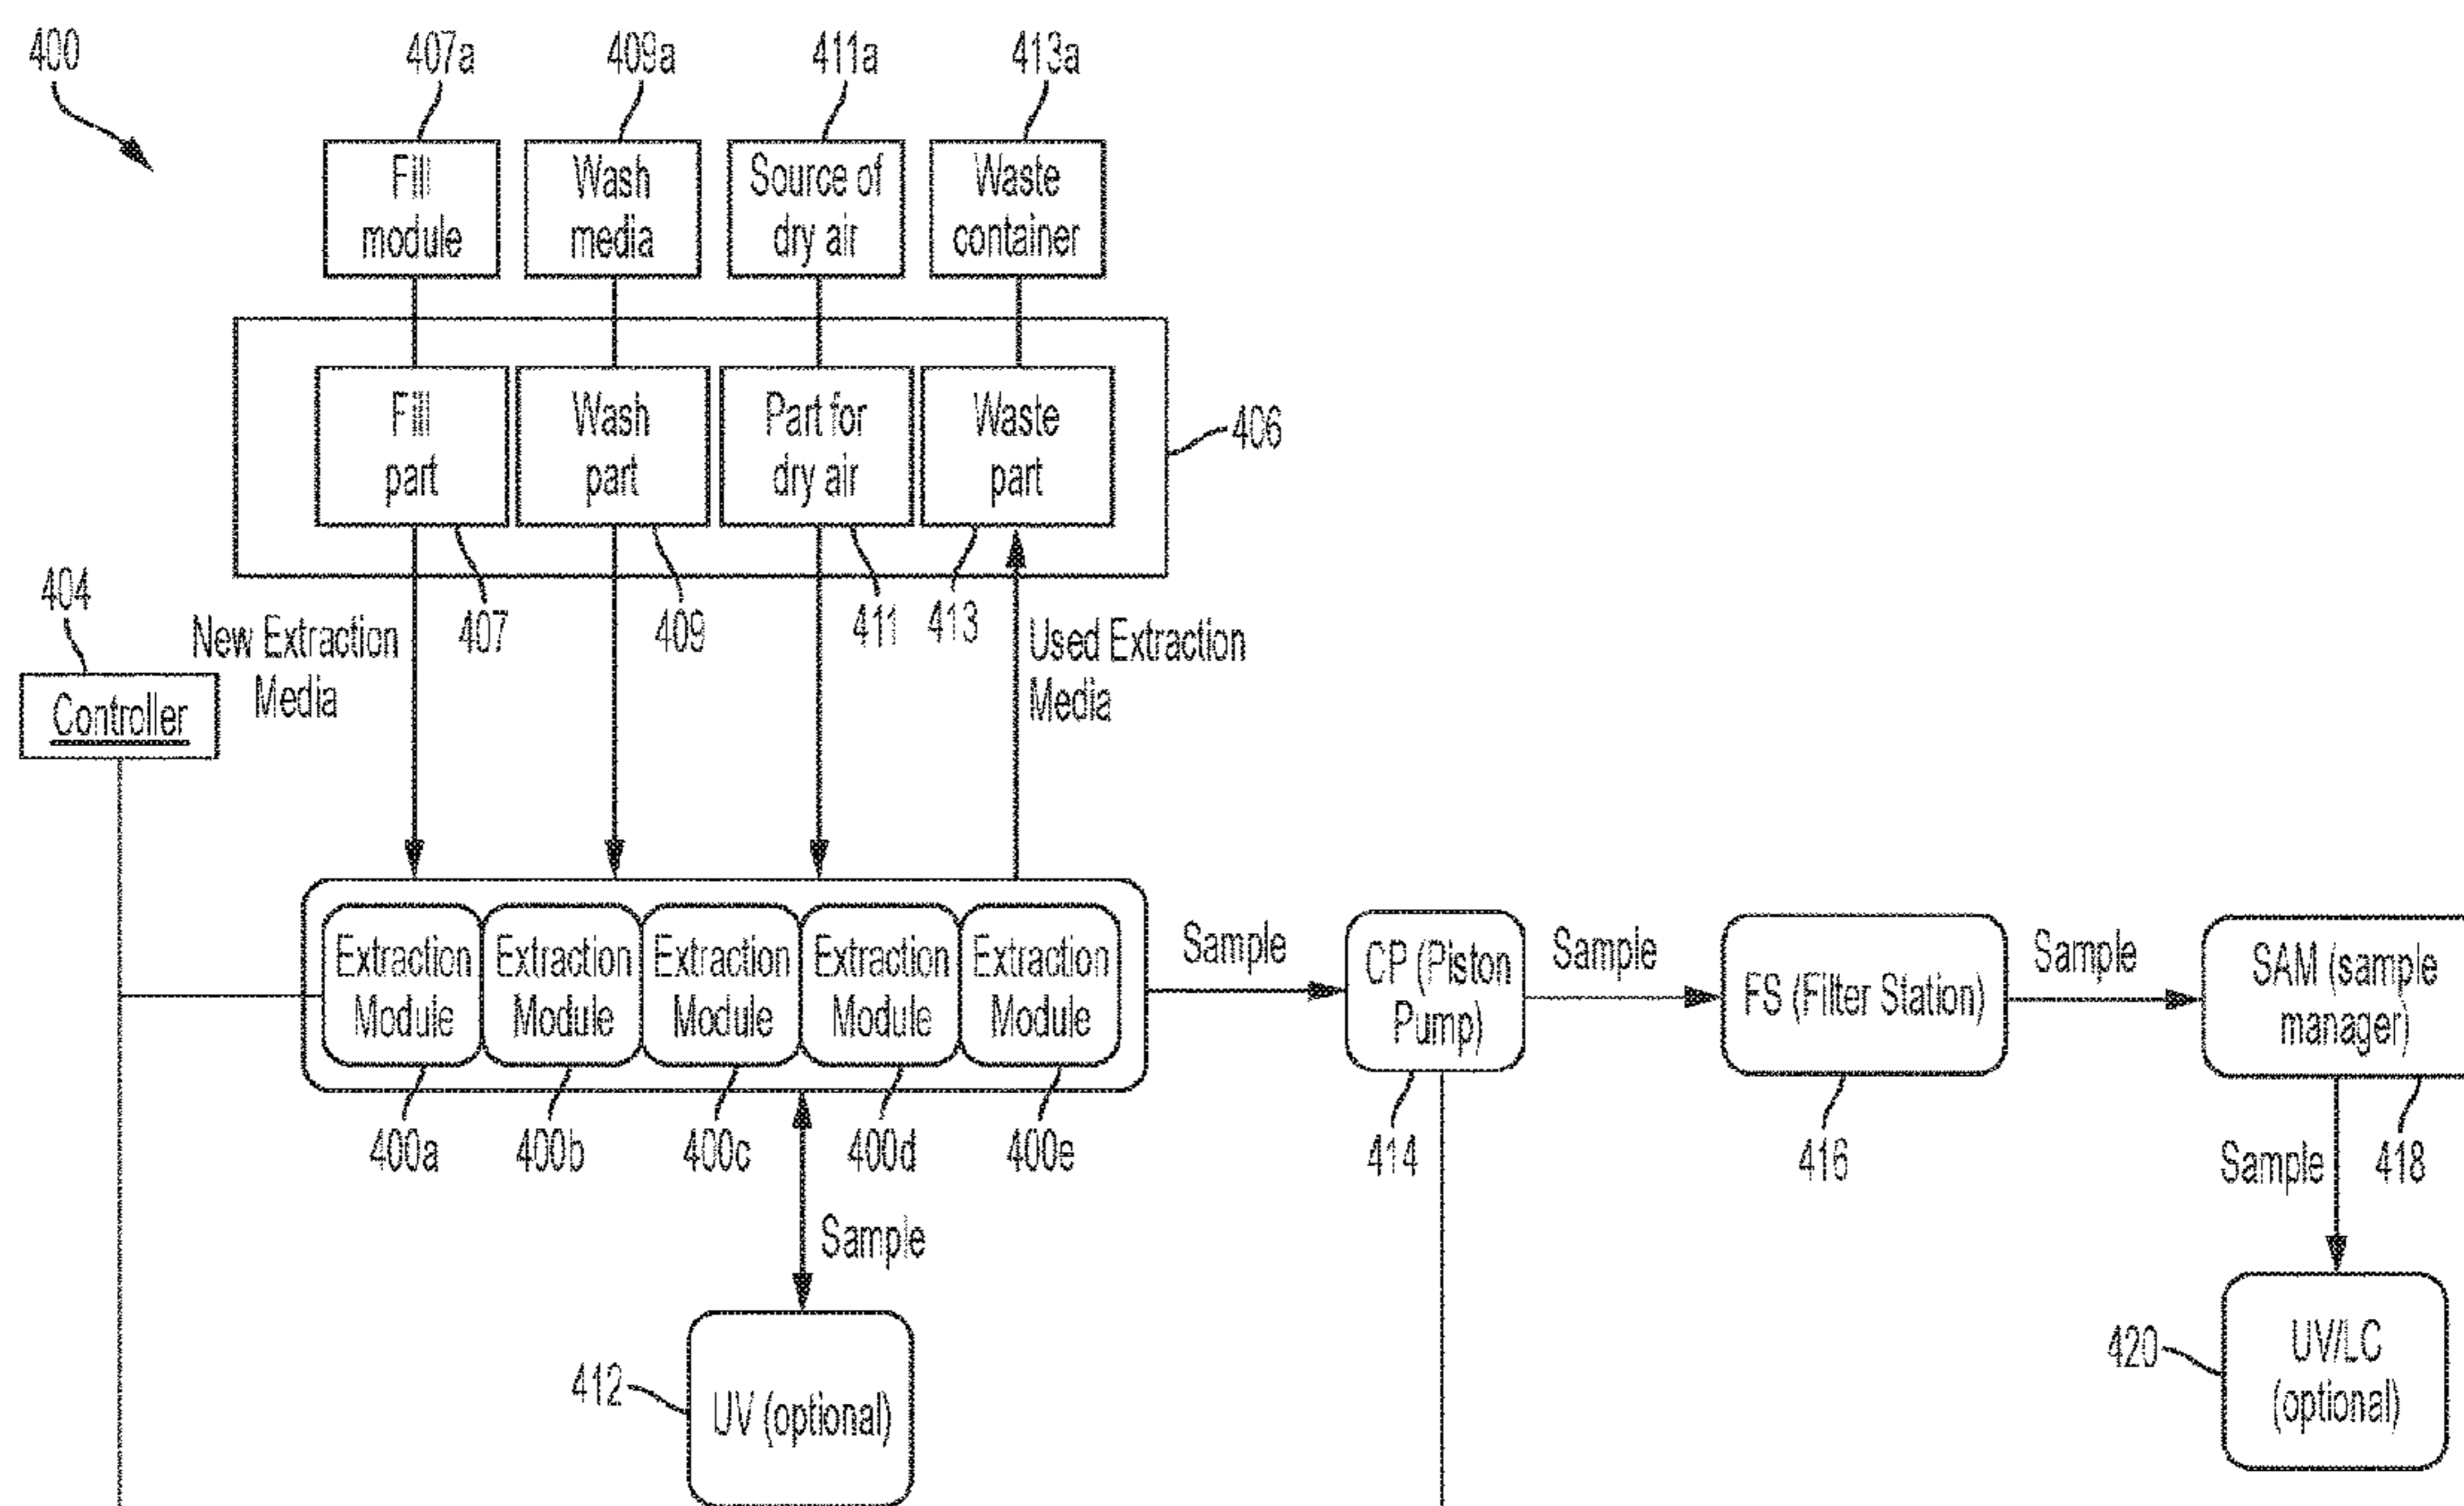 400
407a
409a
411a
413a
Fill
module
Wash
media
Source of
dry air
Waste
container
Fill
part
Wash
part
Part for
dry air
Waste
part
406
404
407
409
411
413
New Extraction
Media
Used Extraction
Media
Controller
Extraction
Module
Extraction
Module
Extraction
Module
Extraction
Module
Extraction
Module
Sample
CP (Piston
Pump)
Sample
FS (Filter Station)
Sample
SAM (sample
manager)
400a
400b
400c
400d
400e
414
416
Sample
418
Sample
412
UV (optional)
420
UV/LC
(optional)